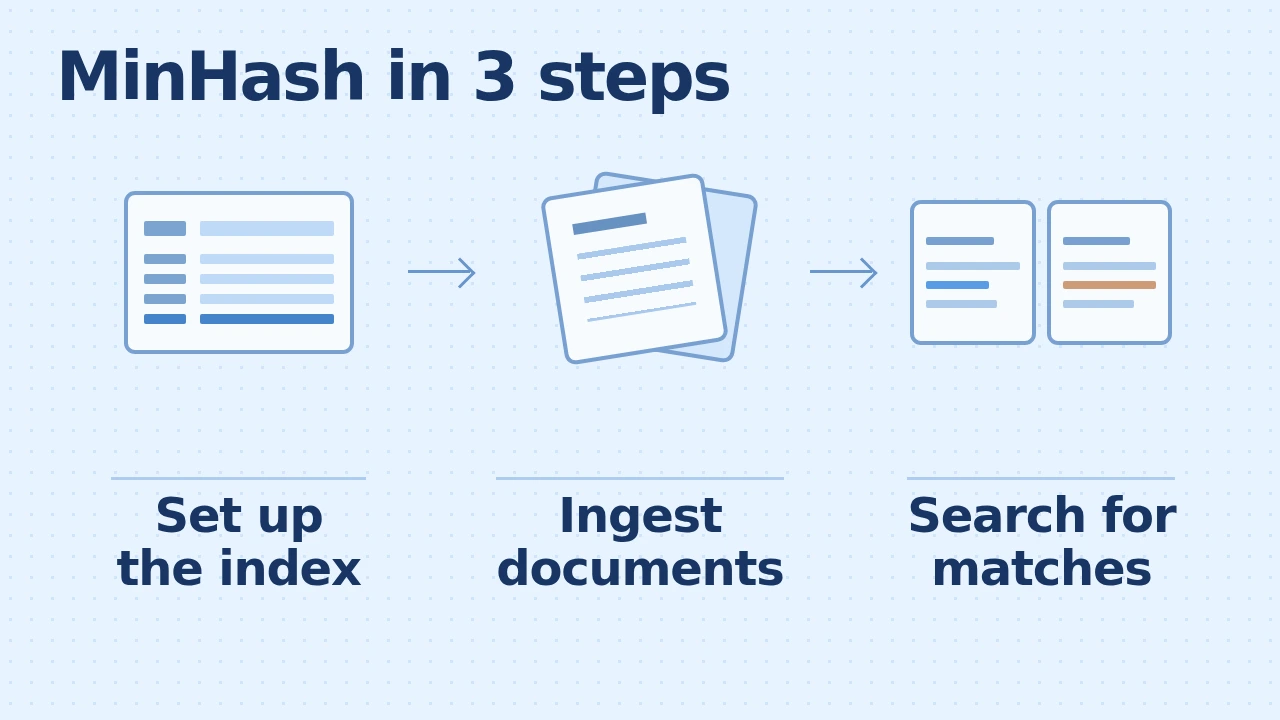 MinHash in 3 steps
Set up
the index
Ingest
documents
Search for
matches